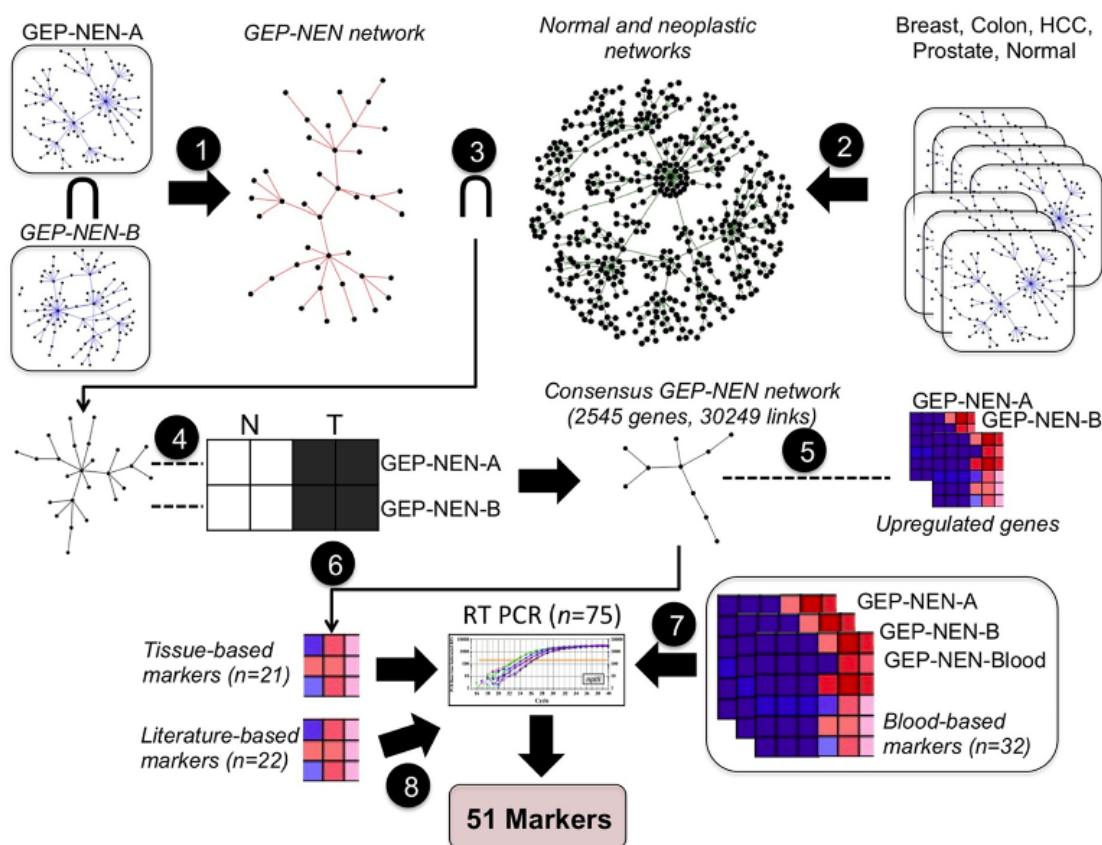 GEP-NEN-A
GEP-NEN network
Normal and neoplastic
networks
Breast, Colon, HCC,
Prostate, Normal
1
3
2
GEP-NEN-B
Consensus GEP-NEN network
(2545 genes, 30249 links)
4
N T
GEP-NEN-A
GEP-NEN-B
5
GEP-NEN-A
GEP-NEN-B
Upregulated genes
6
RT PCR (n=75)
7
GEP-NEN-A
GEP-NEN-B
GEP-NEN-Blood
Blood-based
markers (n=32)
Tissue-based
markers (n=21)
Cycle
Literature-based
markers (n=22)
8
51 Markers